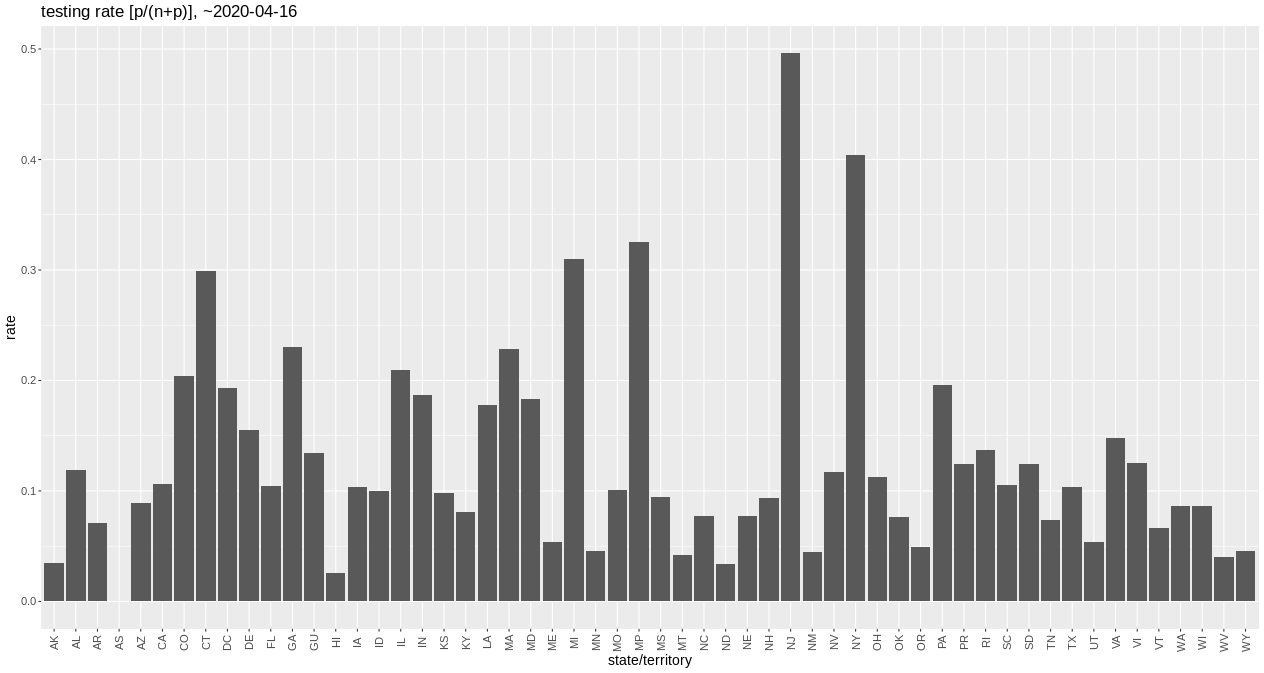 testing rate [p/(n+p)], ~2020-04-16
rate
0.5
0.4
0.3
0.2
0.1
0.0
AK AL AR AS AZ CA CO CT DC DE FL GA GU HI IA ID IL IN KS KY LA MA MD ME MI MN MO MP MS MT NC ND NE NH NJ NM NV NY OH OK OR PA PR RI SC SD TN TX UT VA VI VT WA WI WV WY
state/territory